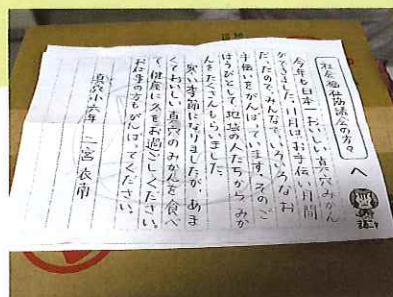 社会福祉協議会の方々
へ
今年も日本一おいしい真穴みかん
ができました。11月はお手伝い月間
だったので、みんなでいろいろなお
手伝いをがんばっています。そのご
ほうびとして、地域の人たちからみか
んをたくさんもらいました。
寒い季節になりましたが、あま
くておいしい真穴のみかんを食べ
て、健康に気をお過ごしください。
お仕事の方もがんばってください。
真穴小六年 二宮